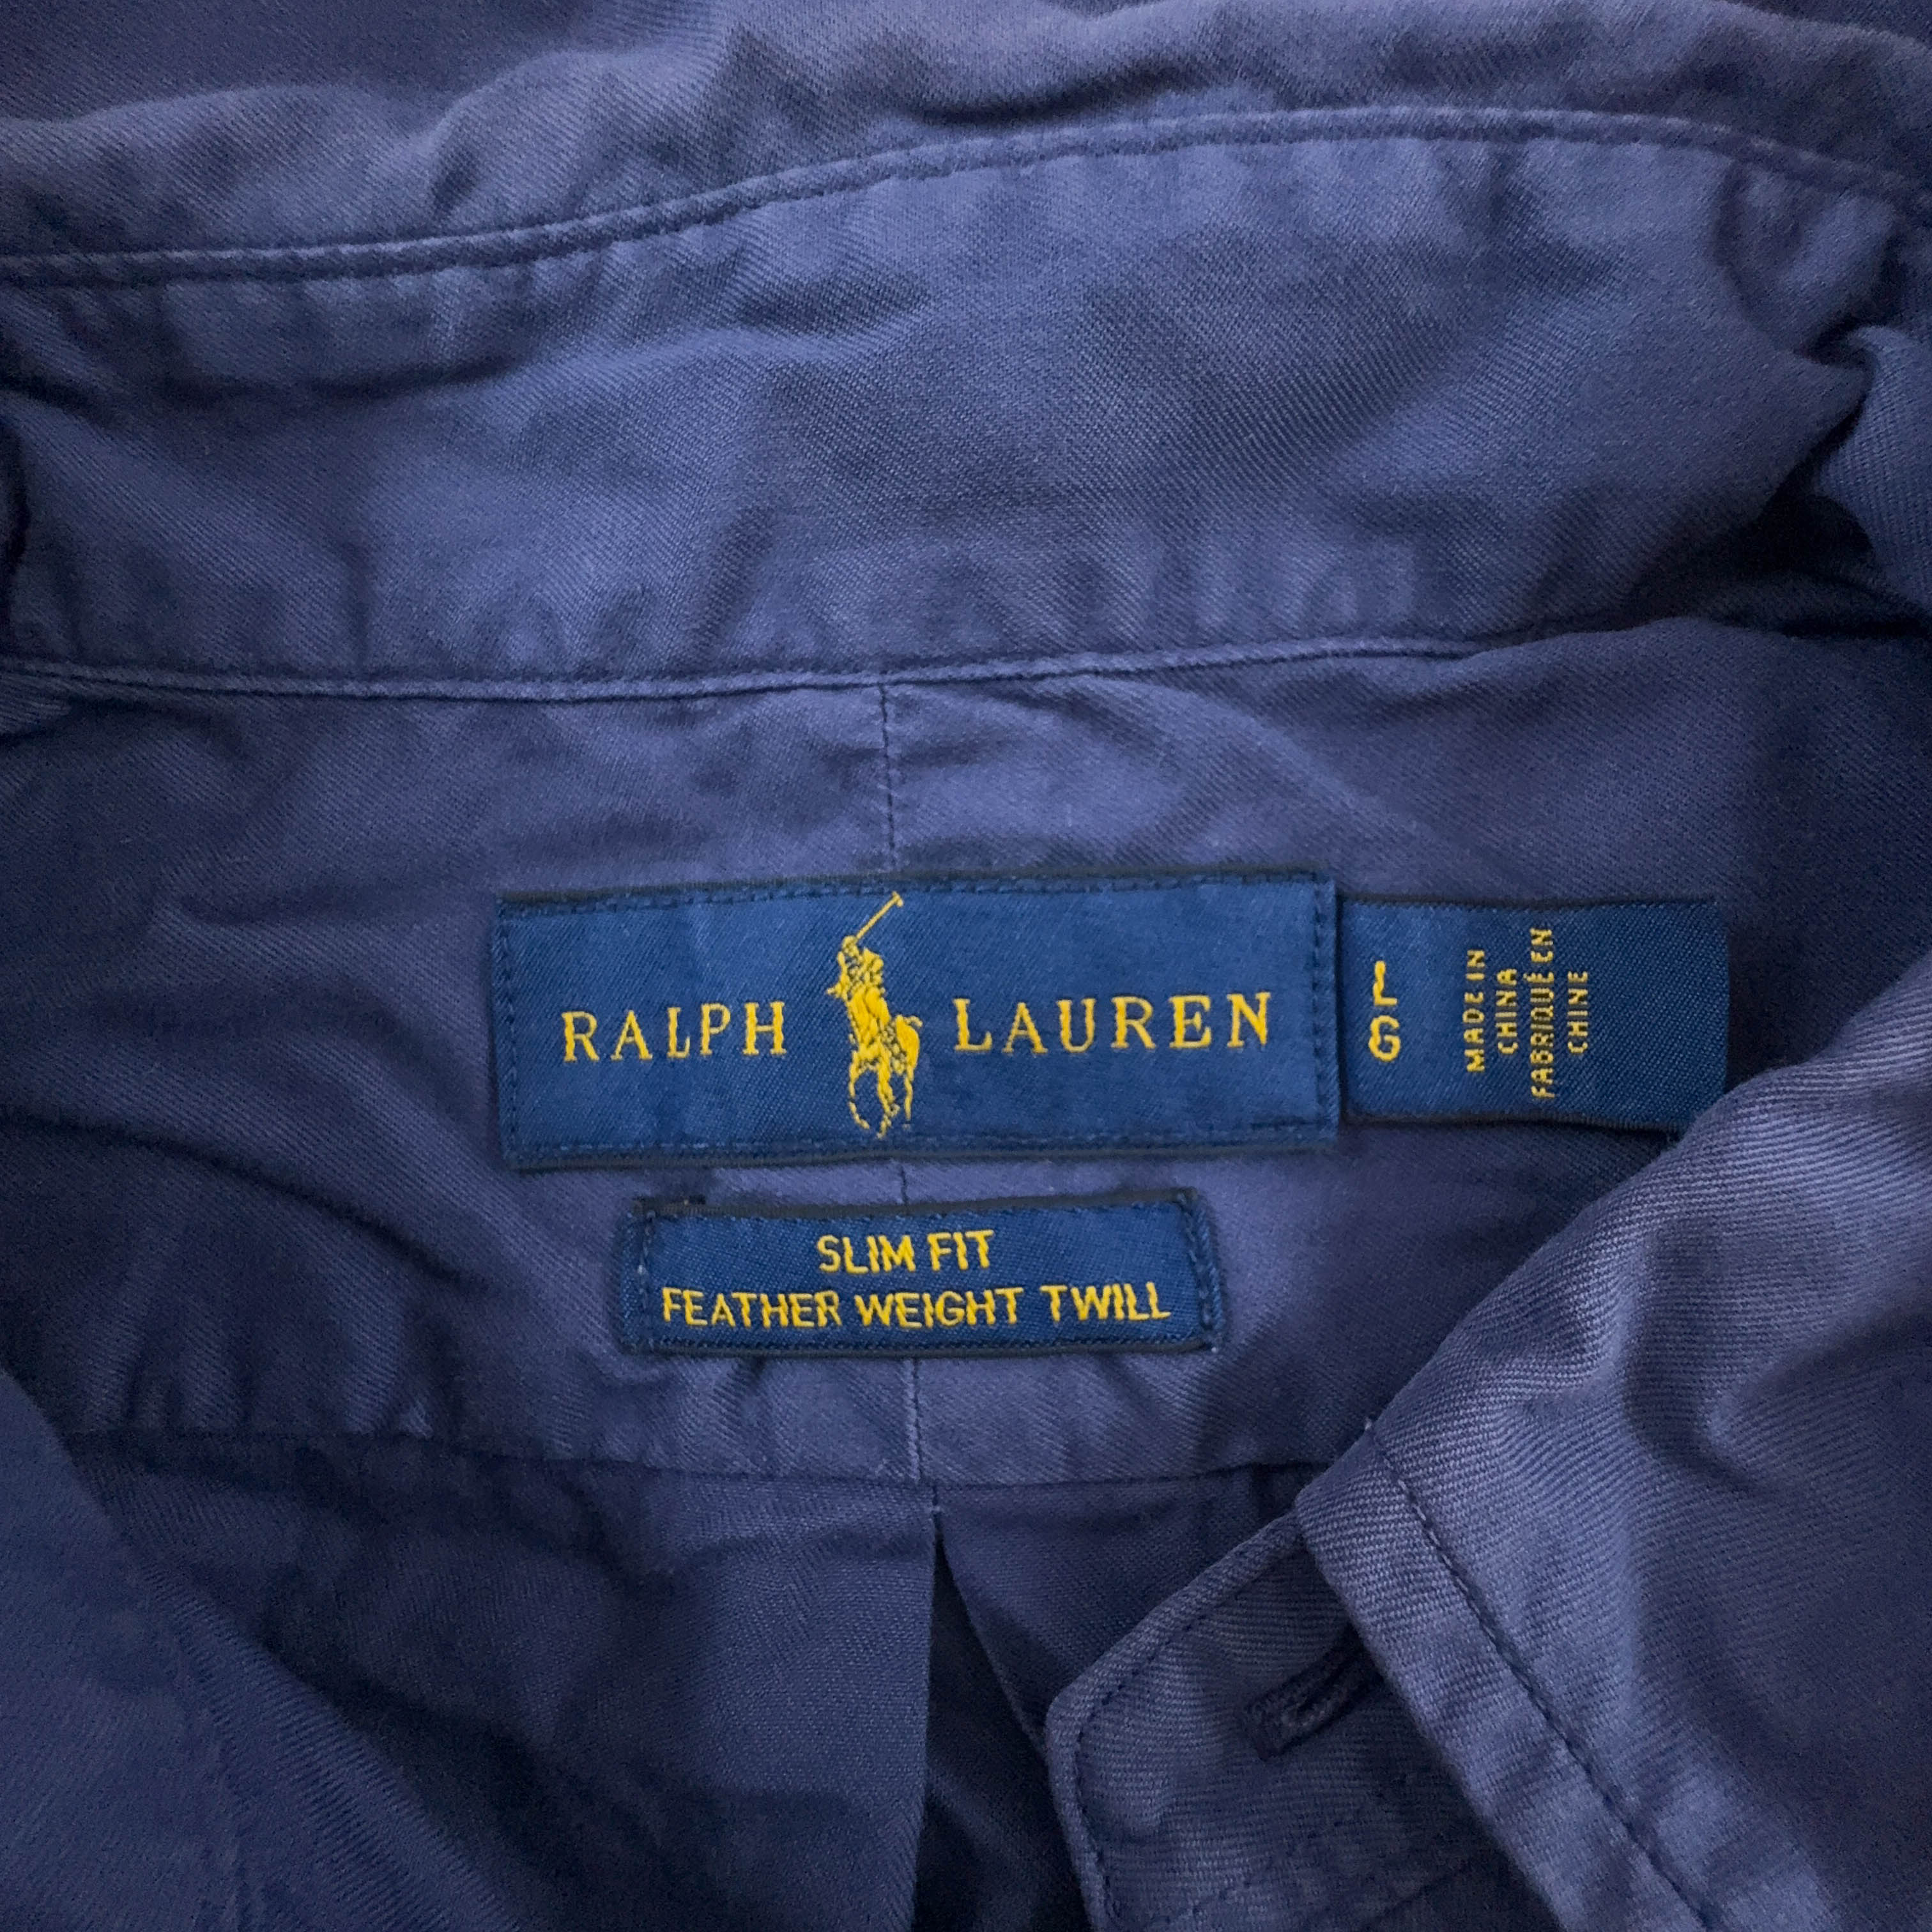 RALPH LAUREN
L
G
MADE IN
CHINA
FABRIQUÉ EN
CHINE
SLIM FIT
FEATHER WEIGHT TWILL